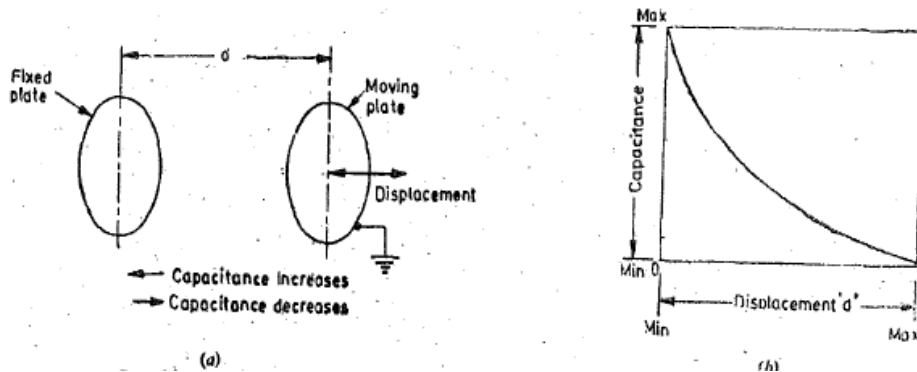 d
Fixed
plate
Moving
plate
Displacement
Capacitance Increases
Capacitance decreases
(a)
Max
Capacitance
Min 0
Displacement 'd'
Min
Max
(b)